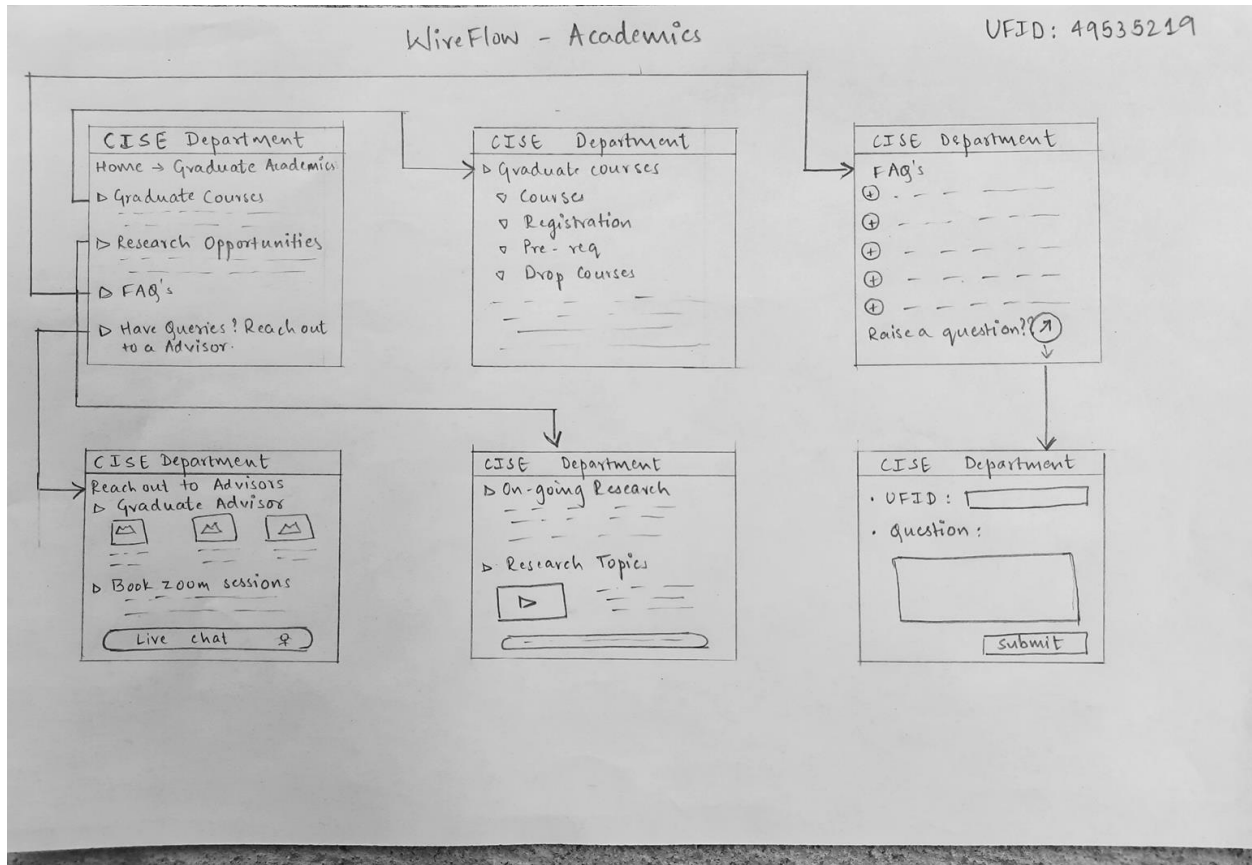 WireFlow - Academics
UFID: 49535219
CISE Department
Home → Graduate Academics
▷ Graduate Courses
▷ Research Opportunities
▷ FAQ's
▷ Have Queries? Reach out
to a Advisor.
CISE Department
▷ Graduate courses
▿ Courses
▿ Registration
▿ Pre-req
▿ Drop Courses
CISE Department
FAQ's
Raise a question??
CISE Department
Reach out to Advisors
▷ Graduate Advisor
▷ Book zoom sessions
Live chat
CISE Department
▷ On-going Research
▷ Research Topics
CISE Department
• UFID:
• Question:
submit